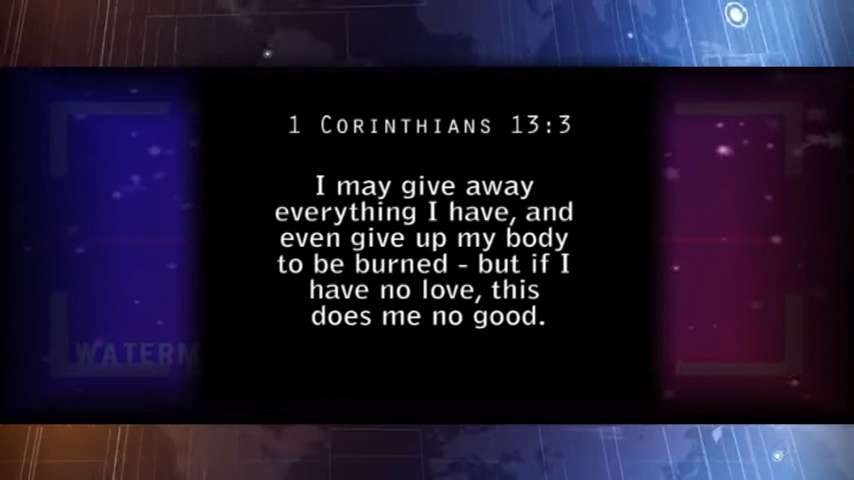 1 CORINTHIANS 13:3
I may give away
everything I have, and
even give up my body
to be burned - but if I
have no love, this
does me no good.
WATERM